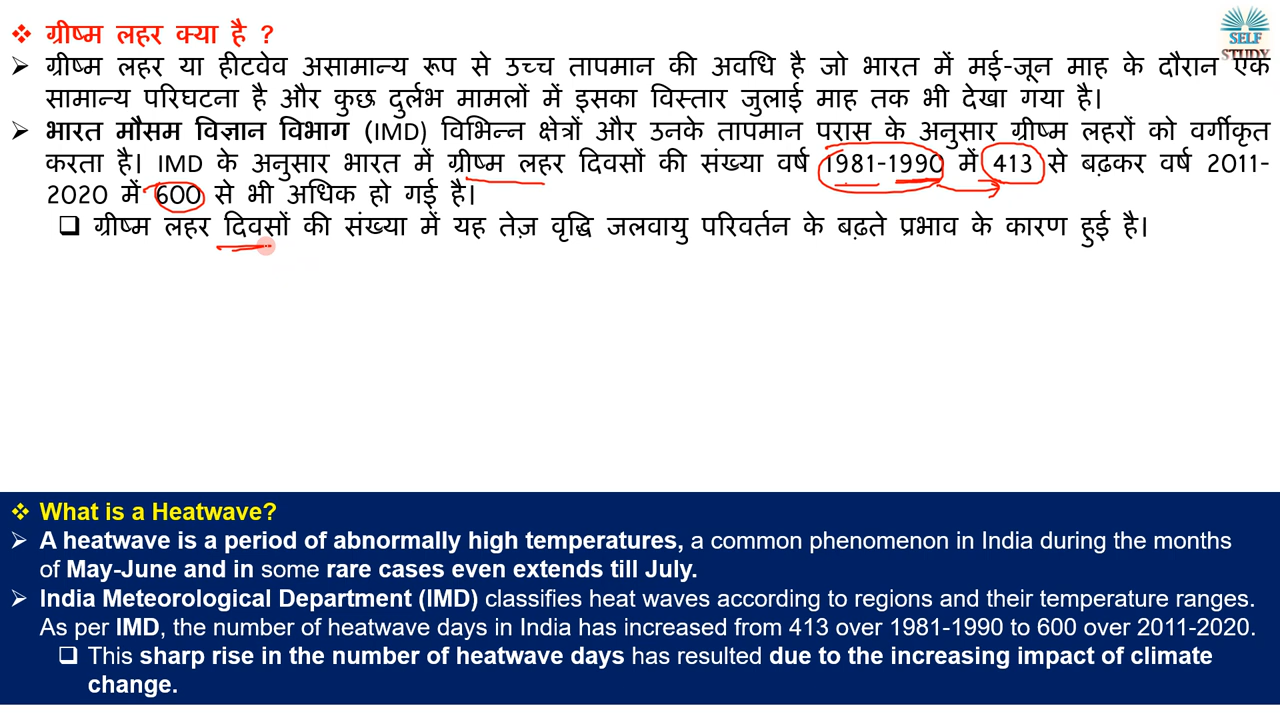 ❖ ग्रीष्म लहर क्या है ?
SELF
STUDY
➢ ग्रीष्म लहर या हीटवेव असामान्य रूप से उच्च तापमान की अवधि है जो भारत में मई-जून माह के दौरान एक
सामान्य परिघटना है और कुछ दुर्लभ मामलों में इसका विस्तार जुलाई माह तक भी देखा गया है।
➢ भारत मौसम विज्ञान विभाग (IMD) विभिन्न क्षेत्रों और उनके तापमान परास के अनुसार ग्रीष्म लहरों को वर्गीकृत
करता है। IMD के अनुसार भारत में ग्रीष्म लहर दिवसों की संख्या वर्ष 1981-1990 में 413 से बढ़कर वर्ष 2011-
2020 में 600 से भी अधिक हो गई है।
❑ ग्रीष्म लहर दिवसों की संख्या में यह तेज़ वृद्धि जलवायु परिवर्तन के बढ़ते प्रभाव के कारण हुई है।
❖ What is a Heatwave?
➢ A heatwave is a period of abnormally high temperatures, a common phenomenon in India during the months
of May-June and in some rare cases even extends till July.
➢ India Meteorological Department (IMD) classifies heat waves according to regions and their temperature ranges.
As per IMD, the number of heatwave days in India has increased from 413 over 1981-1990 to 600 over 2011-2020.
❑ This sharp rise in the number of heatwave days has resulted due to the increasing impact of climate
change.